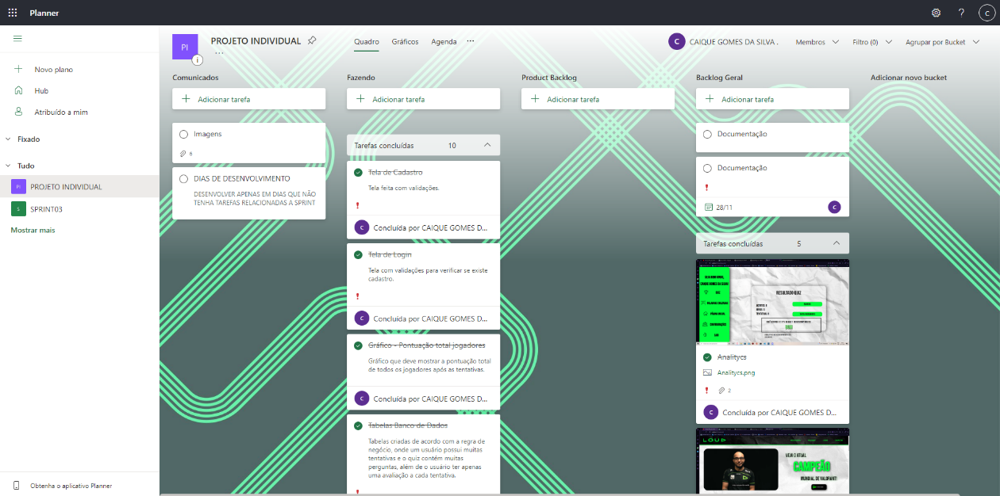 Planner
?
C
Novo plano
Hub
Atribuído a mim
Fixado
Tudo
PI
PROJETO INDIVIDUAL
S
SPRINT03
Mostrar mais
Obtenha o aplicativo Planner
PI
i
PROJETO INDIVIDUAL
...
Quadro
Gráficos
Agenda
...
C
CAIQUE GOMES DA SILVA .
Membros
Filtro (0)
Agrupar por Bucket
Comunicados
Adicionar tarefa
Imagens
6
DIAS DE DESENVOLVIMENTO
DESENVOLVER APENAS EM DIAS QUE NÃO
TENHA TAREFAS RELACIONADAS A SPRINT
Fazendo
Adicionar tarefa
Tarefas concluídas 10
Tela de Cadastro
Tela feita com validações.
C
Concluída por CAIQUE GOMES D...
Tela de Login
Tela com validações para verificar se existe
cadastro.
C
Concluída por CAIQUE GOMES D...
Gráfico - Pontuação total jogadores
Gráfico que deve mostrar a pontuação total
de todos os jogadores após as tentativas.
C
Concluída por CAIQUE GOMES D...
Tabelas Banco de Dados
Tabelas criadas de acordo com a regra de
negócio, onde um usuário possui muitas
tentativas e o quiz contém muitas
perguntas, além de o usuário ter apenas
uma avaliação a cada tentativa.
Product Backlog
Adicionar tarefa
Backlog Geral
Adicionar tarefa
Documentação
Documentação
28/11
C
Tarefas concluídas 5
RESULTADO QUIZ
Analitycs
Analitycs.png
2
C
Concluída por CAIQUE GOMES D...
LOUD
VEJA O ATUAL
CAMPEÃO
MUNDIAL DE VALORANT!
Adicionar novo bucket